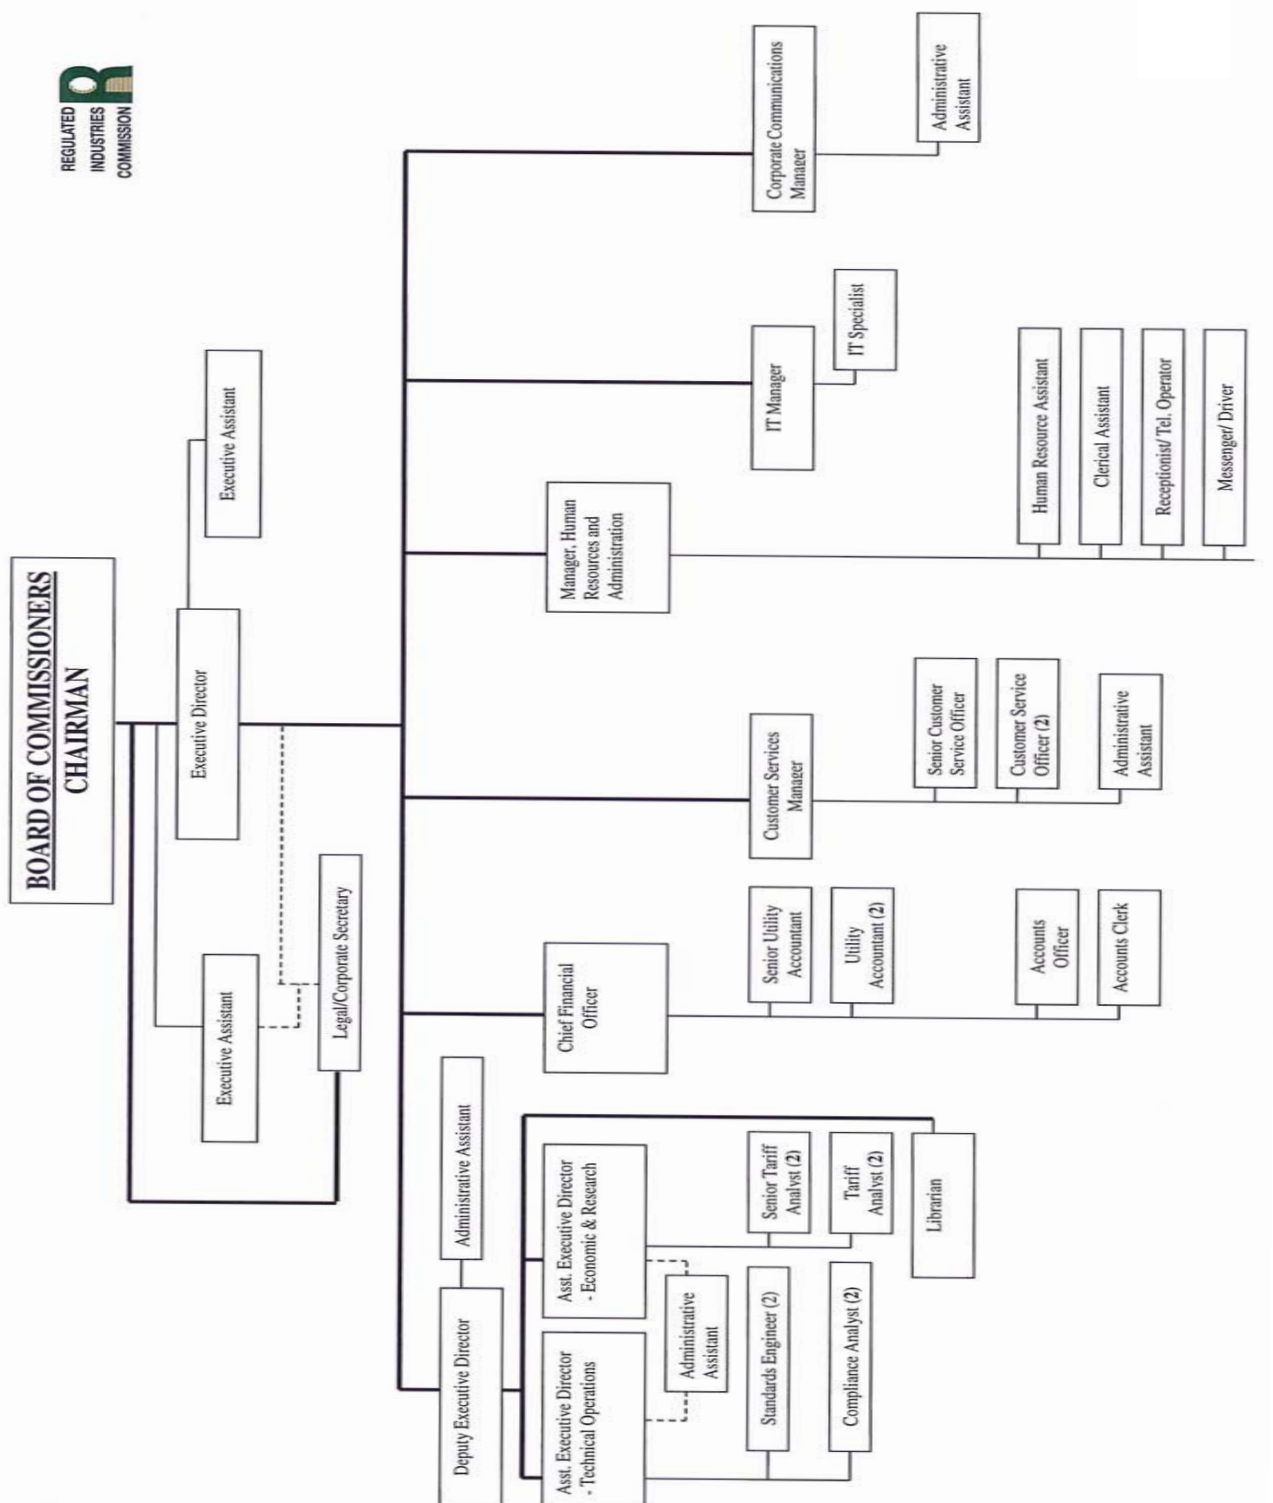 REGULATED
INDUSTRIES
COMMISSION
R
BOARD OF COMMISSIONERS
CHAIRMAN
Executive Director
Executive Assistant
Executive Assistant
Legal/Corporate Secretary
Deputy Executive Director
Administrative Assistant
Asst. Executive Director
- Technical Operations
Asst. Executive Director
- Economic & Research
Chief Financial
Officer
Manager, Human
Resources and
Administration
Administrative
Assistant
Standards Engineer (2)
Senior Tariff
Analyst (2)
Senior Utility
Accountant
Customer Services
Manager
IT Manager
Corporate Communications
Manager
Compliance Analyst (2)
Tariff
Analyst (2)
Utility
Accountant (2)
IT Specialist
Librarian
Senior Customer
Service Officer
Administrative
Assistant
Customer Service
Officer (2)
Accounts
Officer
Human Resource Assistant
Accounts Clerk
Administrative
Assistant
Clerical Assistant
Receptionist/ Tel. Operator
Messenger/ Driver